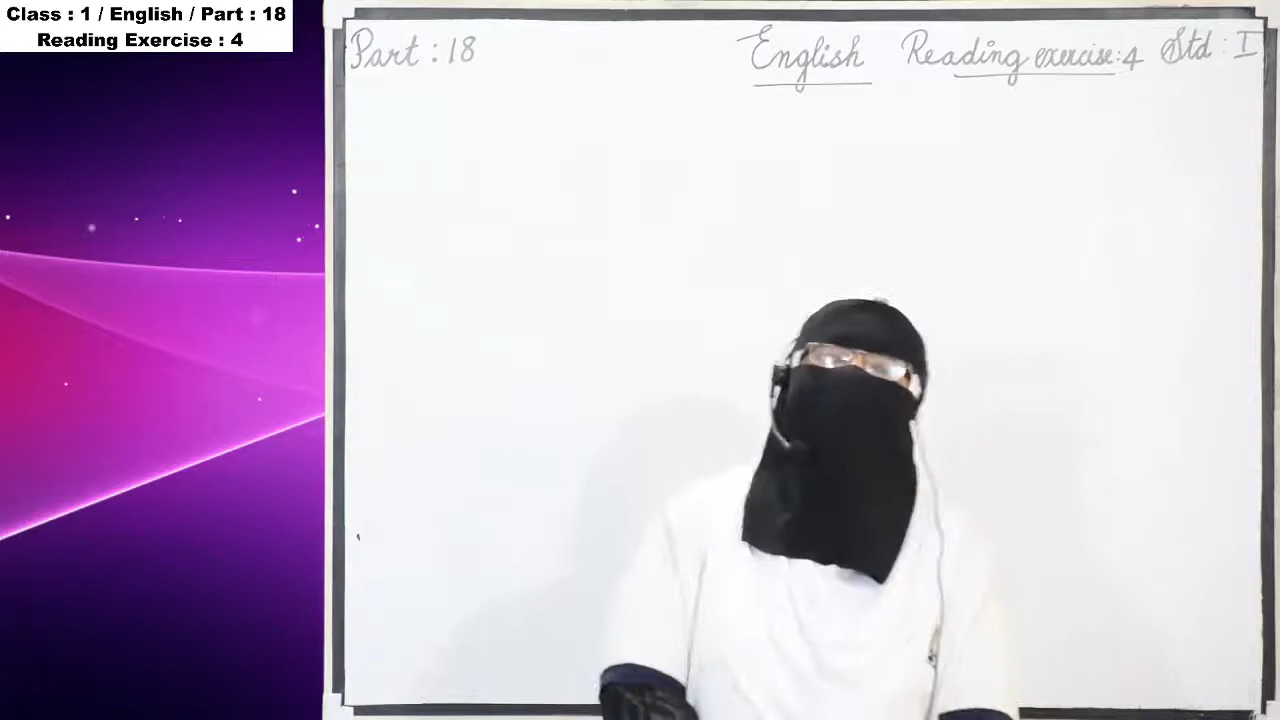 Class : 1 / English / Part : 18
Reading Exercise : 4
Part : 18 English Reading exercise:4 Std : I